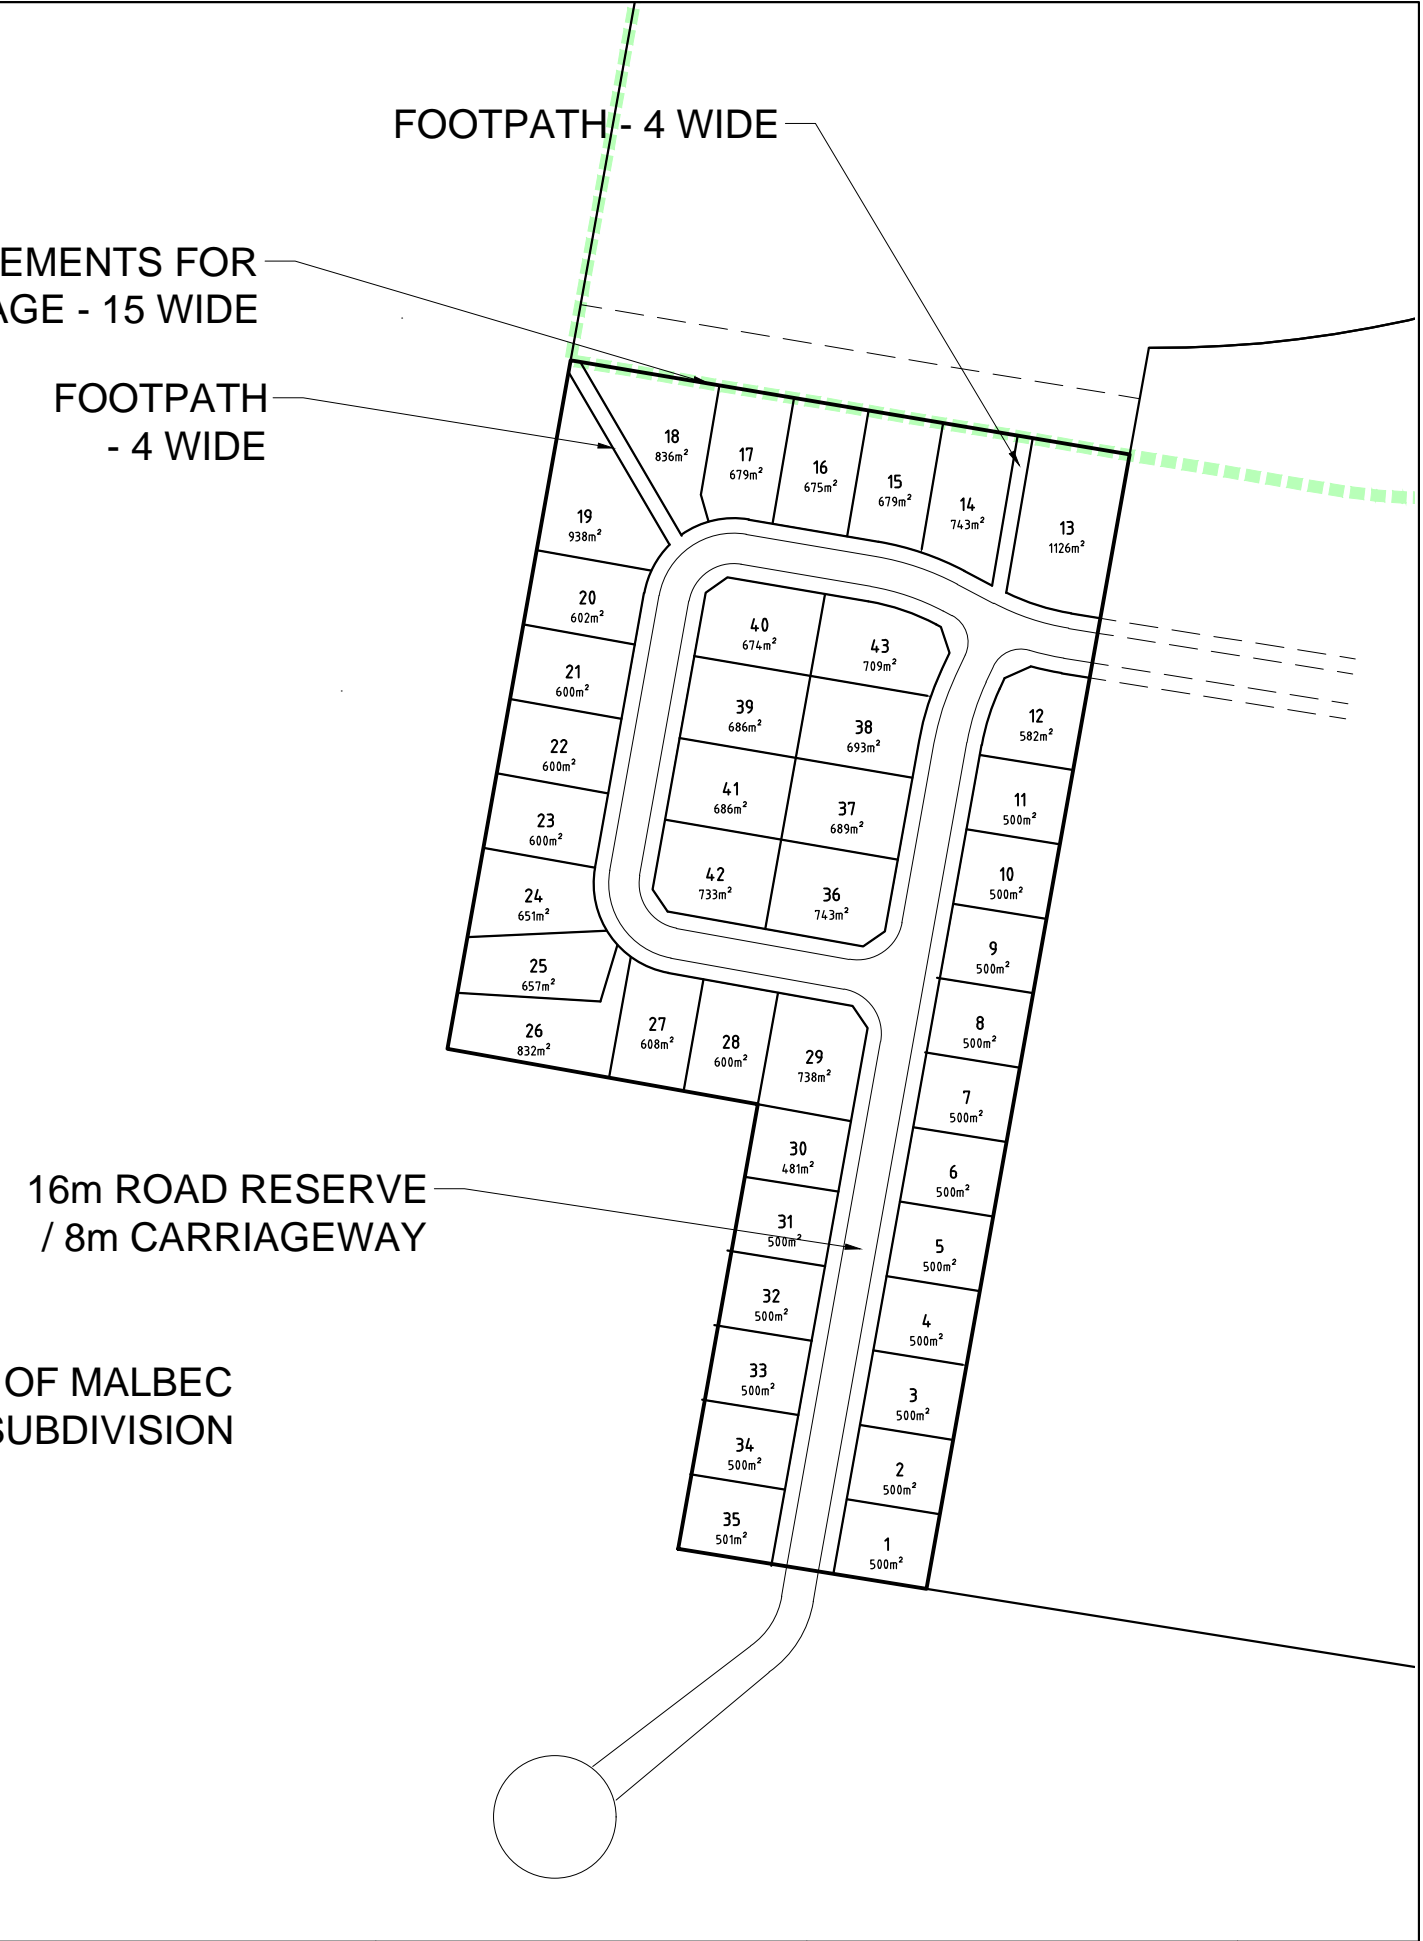 FOOTPATH - 4 WIDE
EMENTS FOR
AGE - 15 WIDE
FOOTPATH
- 4 WIDE
18
836m²
17
679m²
16
675m²
15
679m²
14
743m²
13
1126m²
19
938m²
20
602m²
21
600m²
22
600m²
23
600m²
24
651m²
25
657m²
26
832m²
40
674m²
43
709m²
39
686m²
38
693m²
41
686m²
37
689m²
42
733m²
36
743m²
12
582m²
11
500m²
10
500m²
9
500m²
8
500m²
7
500m²
6
500m²
5
500m²
4
500m²
3
500m²
2
500m²
1
500m²
27
608m²
28
600m²
29
738m²
30
481m²
31
500m²
32
500m²
33
500m²
34
500m²
35
501m²
16m ROAD RESERVE
/ 8m CARRIAGEWAY
OF MALBEC
SUBDIVISION